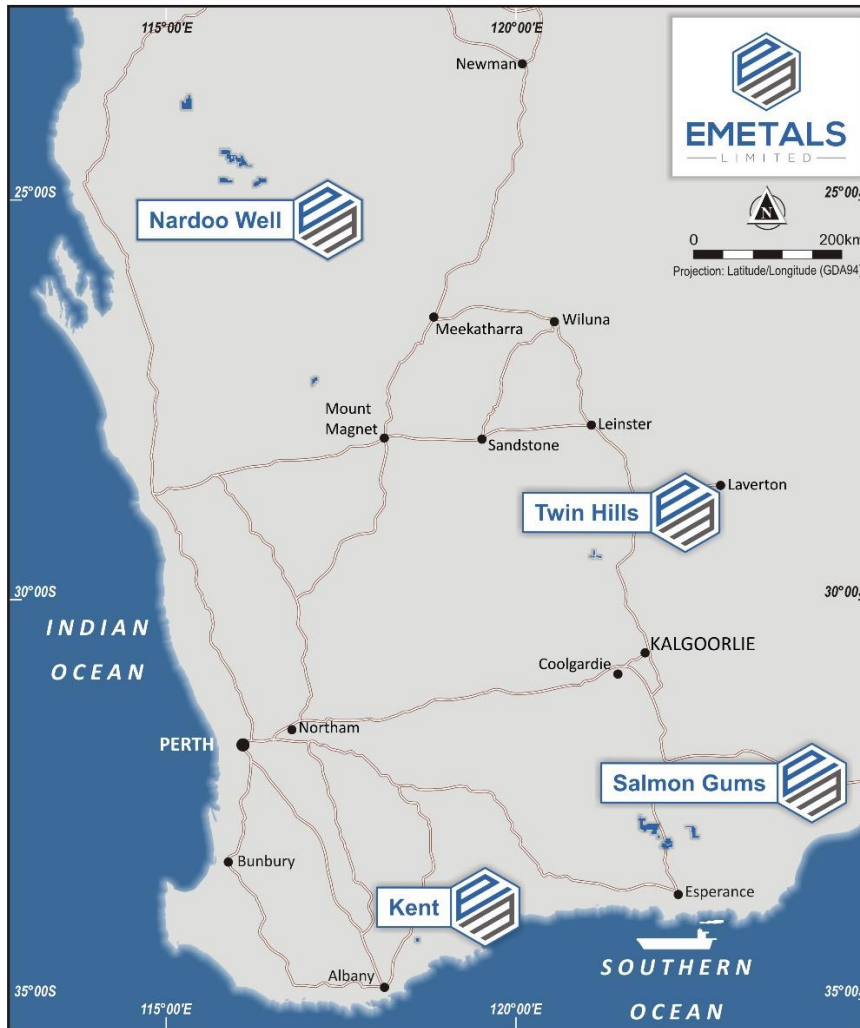 115°00'E
120°00'E
Newman
EMETALS
LIMITED
25°00S
25°00S
Nardoo Well
N
0 200km
Projection: Latitude/Longitude (GDA94)
Meekatharra
Wiluna
Mount
Magnet
Sandstone
Leinster
Twin Hills
Laverton
30°00S
30°00S
INDIAN
OCEAN
KALGOORLIE
Coolgardie
Northam
PERTH
Salmon Gums
Bunbury
Kent
Esperance
Albany
SOUTHERN
OCEAN
35°00S
35°00S
115°00'E
120°00'E